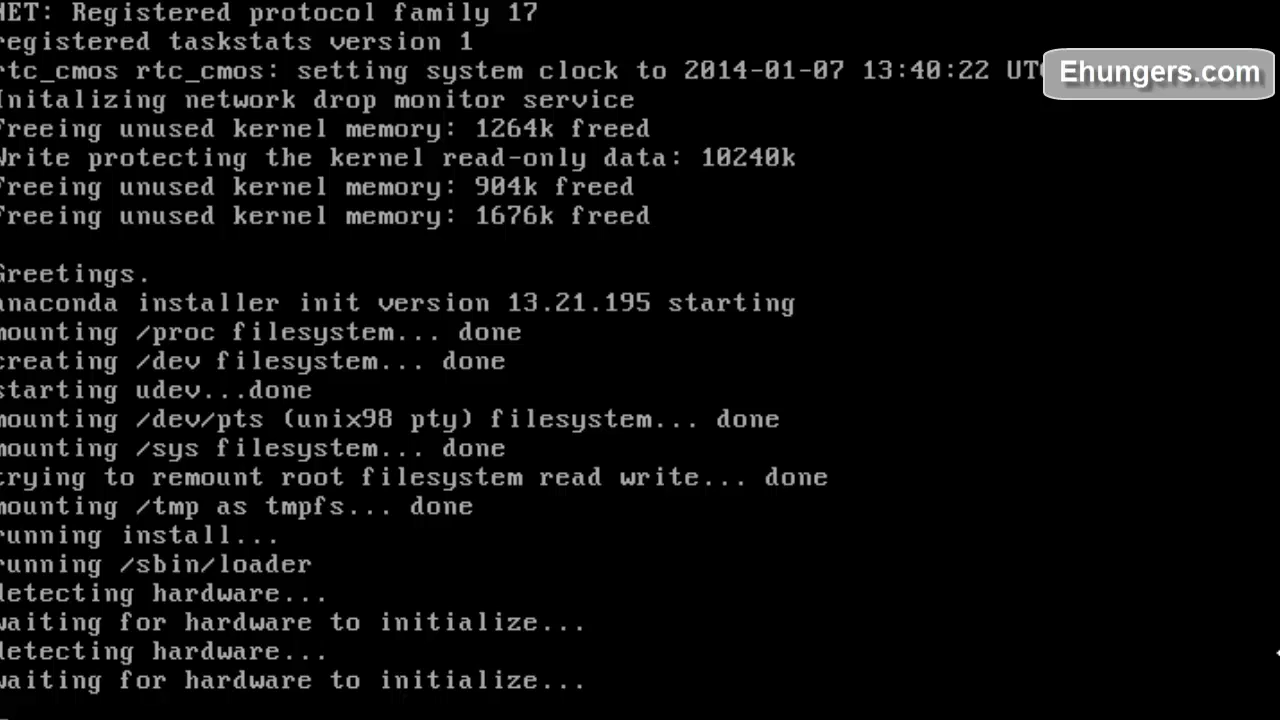 NET: Registered protocol family 17
registered taskstats version 1
rtc_cmos rtc_cmos: setting system clock to 2014-01-07 13:40:22 UTC
Ehungers.com
Initalizing network drop monitor service
Freeing unused kernel memory: 1264k freed
Write protecting the kernel read-only data: 10240k
Freeing unused kernel memory: 904k freed
Freeing unused kernel memory: 1676k freed
Greetings.
anaconda installer init version 13.21.195 starting
mounting /proc filesystem... done
creating /dev filesystem... done
starting udev...done
mounting /dev/pts (unix98 pty) filesystem... done
mounting /sys filesystem... done
trying to remount root filesystem read write... done
mounting /tmp as tmpfs... done
running install...
running /sbin/loader
detecting hardware...
waiting for hardware to initialize...
detecting hardware...
waiting for hardware to initialize...